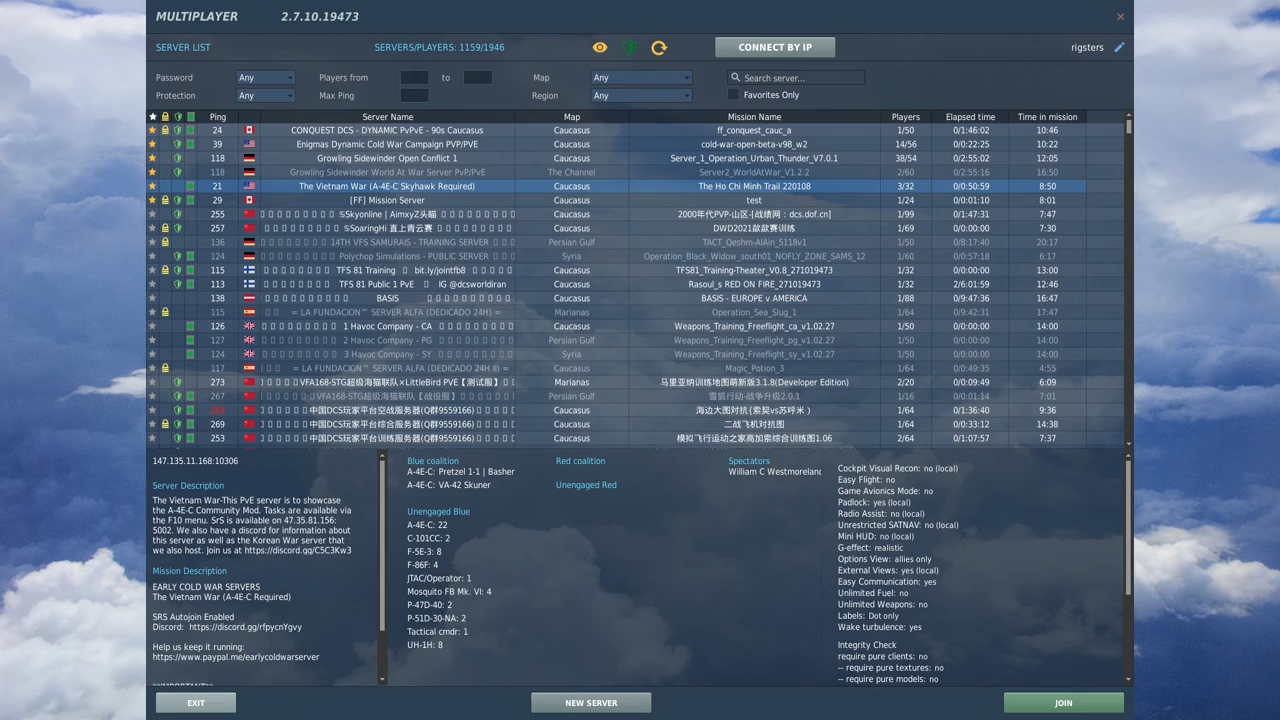 MULTIPLAYER 2.7.10.19473
SERVER LIST SERVERS/PLAYERS: 1159/1946 CONNECT BY IP rigsters
Password Any Players from to Map Any Search server...
Protection Any Max Ping Region Any Favorites Only
Ping Server Name Map Mission Name Players Elapsed time Time in mission
24 CONQUEST DCS - DYNAMIC PvPvE - 90s Caucasus Caucasus ff_conquest_cauc_a 1/50 0/1:46:02 10:46
39 Enigmas Dynamic Cold War Campaign PVP/PVE Caucasus cold-war-open-beta-v98_w2 14/56 0/0:22:25 10:22
118 Growling Sidewinder Open Conflict 1 Caucasus Server_1_Operation_Urban_Thunder_V7.0.1 38/54 0/2:55:02 12:05
118 Growling Sidewinder World At War Server PvPvE The Channel Server2_WorldAtWar_V1.2.2 2/60 0/2:55:16 16:50
21 The Vietnam War (A-4E-C Skyhawk Required) Caucasus The Ho Chi Minh Trail 220108 3/32 0/0:50:59 8:50
29 [FF] Mission Server Caucasus test 1/24 0/0:01:10 8:01
255 Skyonline | AimxyZ头瞄 Caucasus 2000年代PVP-山区-[战绩网：dcs.dof.cn] 1/99 0/1:47:31 7:47
257 SoaringHi 直上青云赛 Caucasus DWD2021歘歘赛训练 1/69 0/0:00:00 7:30
136 14TH VFS SAMURAIS - TRAINING SERVER Persian Gulf TACT_Qeshm-AlAin_5118v1 1/50 0/8:17:40 20:17
124 Polychop Simulations - PUBLIC SERVER Syria Operation_Black_Widow_south01_NOFLY_ZONE_SAMS_12 1/60 0/0:57:18 6:17
115 TFS 81 Training bit.ly/jointfb8 Caucasus TFS81_Training-Theater_V0.8_271019473 1/32 0/0:00:00 13:00
113 TFS 81 Public 1 PvE IG @dcsworldiran Caucasus Rasoul_s RED ON FIRE_271019473 1/32 2/6:01:59 12:46
138 BASIS Caucasus BASIS - EUROPE v AMERICA 1/88 0/9:47:36 16:47
115 = LA FUNDACION™ SERVER ALFA (DEDICADO 24H) = Marianas Operation_Sea_Slug_1 1/64 0/9:42:31 17:47
126 1 Havoc Company - CA Caucasus Weapons_Training_Freeflight_ca_v1.02.27 1/50 0/0:00:00 14:00
127 2 Havoc Company - PG Persian Gulf Weapons_Training_Freeflight_pg_v1.02.27 1/50 0/0:00:00 14:00
124 3 Havoc Company - SY Syria Weapons_Training_Freeflight_sy_v1.02.27 1/50 0/0:00:00 14:00
117 = LA FUNDACION™ SERVER ALFA (DEDICADO 24H II) = Caucasus Magic_Potion_3 1/64 0/0:49:35 4:55
273 VFA168-STG超级海猫联队×LittleBird PVE【测试服】 Marianas 马里亚纳训练地图萌新版3.1.8(Developer Edition) 2/20 0/0:09:49 6:09
267 VFA168-STG超级海猫联队【战役服】 Persian Gulf 雪狐行动-战争升级2.0.1 1/16 0/0:01:14 7:01
中国DCS玩家平台空战服务器(Q群9559166) Caucasus 海边大图对抗(索契vs苏呼米） 1/64 0/1:36:40 9:36
269 中国DCS玩家平台综合服务器(Q群9559166) Caucasus 二战飞机对抗图 1/64 0/0:33:12 14:38
253 中国DCS玩家平台综合服务器(Q群9559166) Caucasus 模拟飞行运动之家高加索综合训练图1.06 2/64 0/1:07:57 7:37
147.135.11.168:10306
Server Description
The Vietnam War-This PvE server is to showcase
the A-4E-C Community Mod. Tasks are available via
the F10 menu. SrS is available on 47.35.81.156:
5002. We also have a discord for information about
this server as well as the Korean War server that
we also host. Join us at https://discord.gg/C5C3Kw3
Mission Description
EARLY COLD WAR SERVERS
The Vietnam War (A-4E-C Required)
SRS Autojoin Enabled
Discord: https://discord.gg/rfpycnYgvy
Help us keep it running:
https://www.paypal.me/earlycoldwarserver
==IMPORTANT==
Blue coalition
A-4E-C: Pretzel 1-1 | Basher
A-4E-C: VA-42 Skuner
Unengaged Blue
A-4E-C: 22
C-101CC: 2
F-5E-3: 8
F-86F: 4
JTAC/Operator: 1
Mosquito FB Mk. VI: 4
P-47D-40: 2
P-51D-30-NA: 2
Tactical cmdr: 1
UH-1H: 8
Red coalition
Unengaged Red
Spectators
William C Westmoreland
Cockpit Visual Recon: no (local)
Easy Flight: no
Game Avionics Mode: no
Padlock: yes (local)
Radio Assist: no (local)
Unrestricted SATNAV: no (local)
Mini HUD: no (local)
G-effect: realistic
Options View: allies only
External Views: yes (local)
Easy Communication: yes
Unlimited Fuel: no
Unlimited Weapons: no
Labels: Dot only
Wake turbulence: yes
Integrity Check
require pure clients: no
-- require pure textures: no
-- require pure models: no
EXIT NEW SERVER JOIN